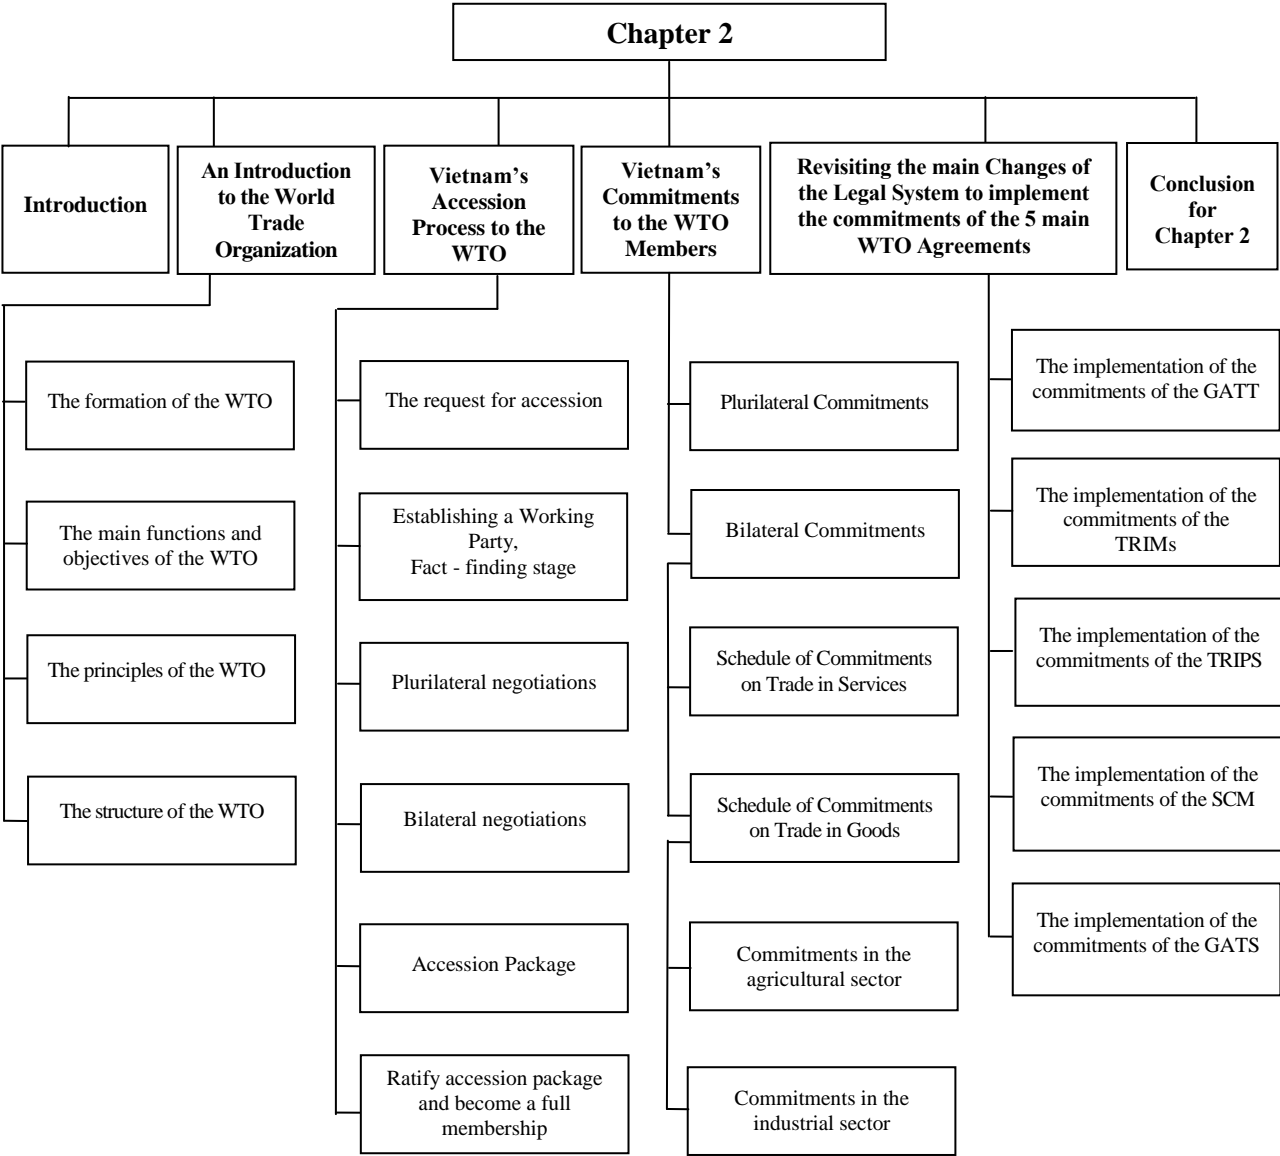 Chapter 2
Introduction
An Introduction
to the World
Trade
Organization
Vietnam’s
Accession
Process to the
WTO
Vietnam’s
Commitments
to the WTO
Members
Revisiting the main Changes of
the Legal System to implement
the commitments of the 5 main
WTO Agreements
Conclusion
for
Chapter 2
The formation of the WTO
The main functions and
objectives of the WTO
The principles of the WTO
The structure of the WTO
The request for accession
Establishing a Working
Party,
Fact - finding stage
Plurilateral negotiations
Bilateral negotiations
Accession Package
Ratify accession package
and become a full
membership
Plurilateral Commitments
Bilateral Commitments
Schedule of Commitments
on Trade in Services
Schedule of Commitments
on Trade in Goods
Commitments in the
agricultural sector
Commitments in the
industrial sector
The implementation of the
commitments of the GATT
The implementation of the
commitments of the
TRIMs
The implementation of the
commitments of the TRIPS
The implementation of the
commitments of the SCM
The implementation of the
commitments of the GATS